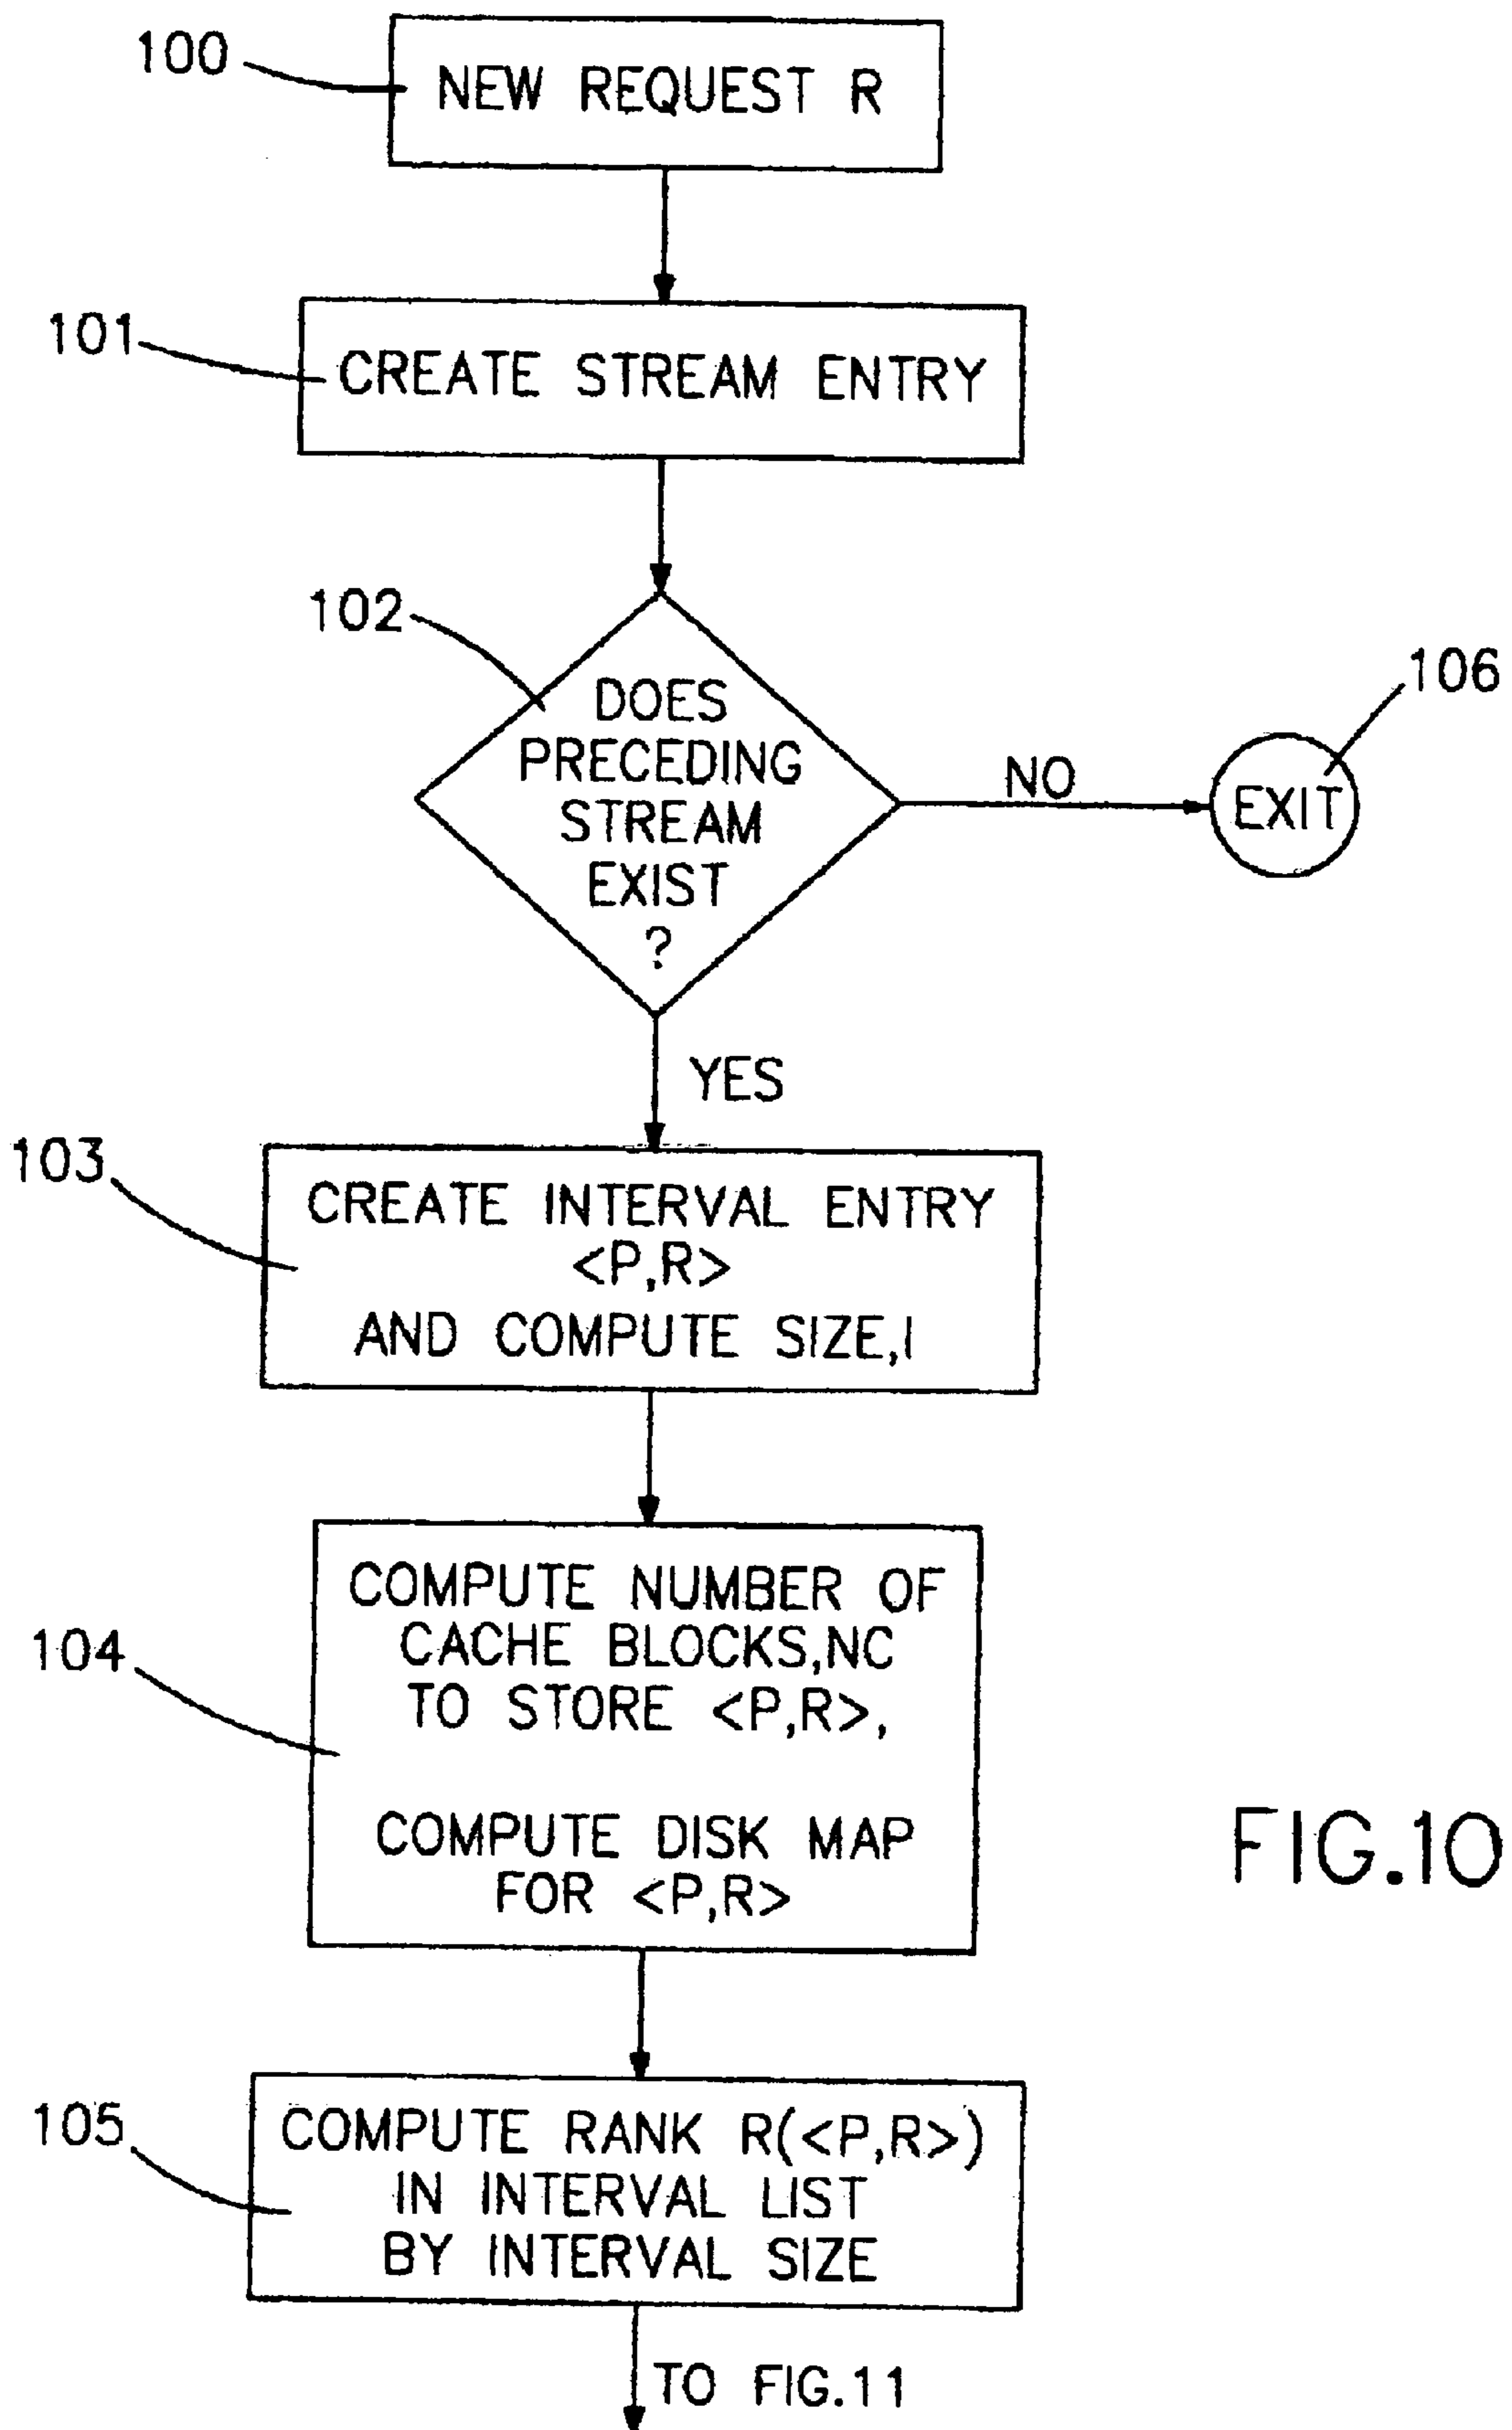 100
NEW REQUEST R
101
CREATE STREAM ENTRY
102
DOES
PRECEDING
STREAM
EXIST
?
NO
EXIT
106
YES
103
CREATE INTERVAL ENTRY
<P,R>
AND COMPUTE SIZE,I
104
COMPUTE NUMBER OF
CACHE BLOCKS,NC
TO STORE <P,R>,
COMPUTE DISK MAP
FOR <P,R>
105
COMPUTE RANK R(<P,R>)
IN INTERVAL LIST
BY INTERVAL SIZE
TO FIG.11
FIG.10